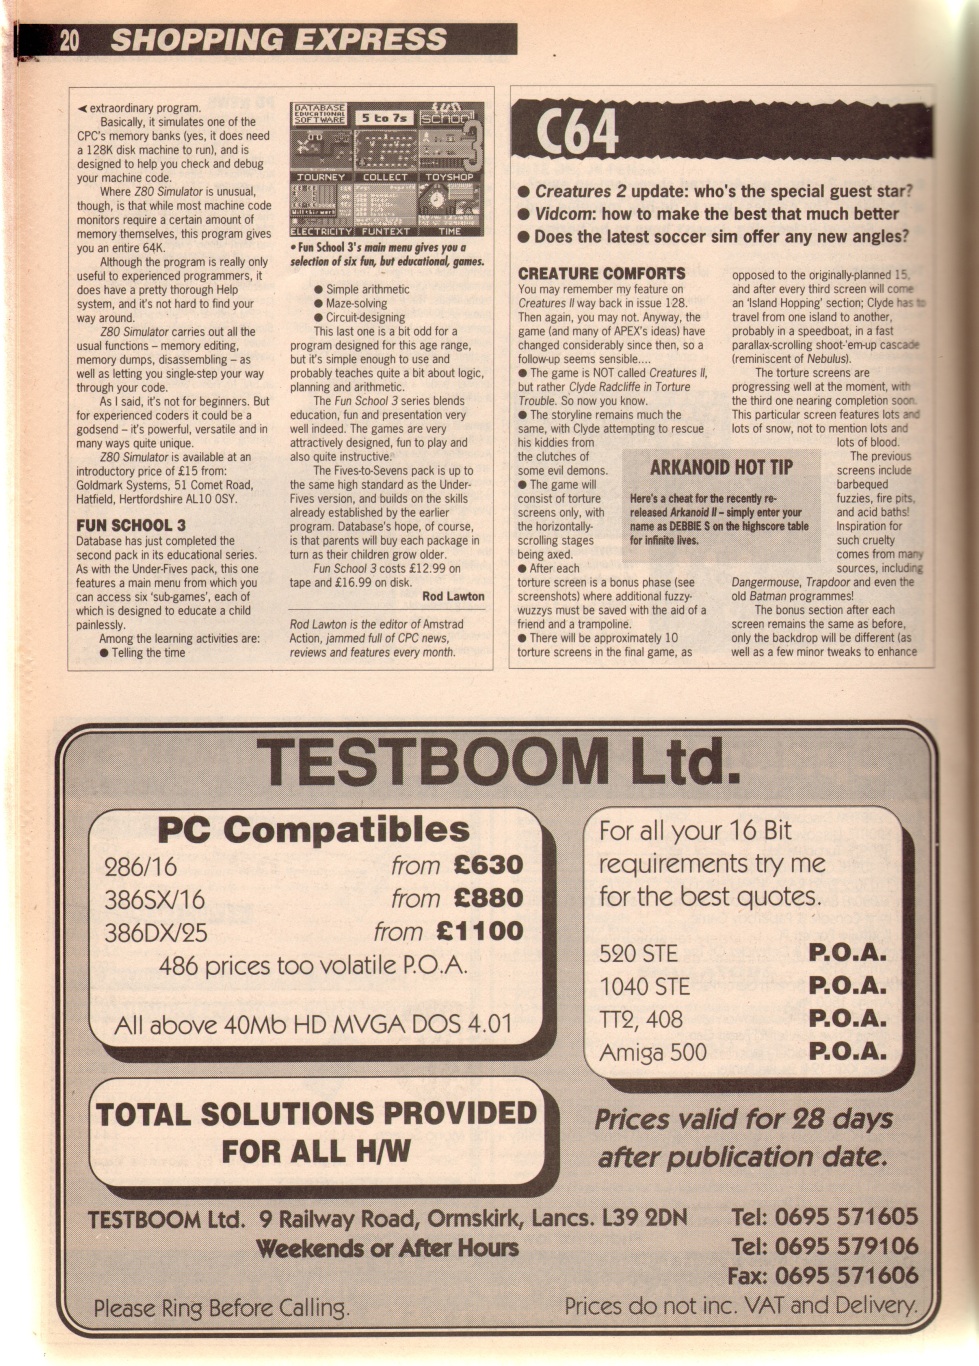 20 SHOPPING EXPRESS
◄ extraordinary program.
Basically, it simulates one of the
CPC's memory banks (yes, it does need
a 128K disk machine to run), and is
designed to help you check and debug
your machine code.
Where Z80 Simulator is unusual,
though, is that while most machine code
monitors require a certain amount of
memory themselves, this program gives
you an entire 64K.
Although the program is really only
useful to experienced programmers, it
does have a pretty thorough Help
system, and it's not hard to find your
way around.
Z80 Simulator carries out all the
usual functions – memory editing,
memory dumps, disassembling – as
well as letting you single-step your way
through your code.
As I said, it's not for beginners. But
for experienced coders it could be a
godsend – it's powerful, versatile and in
many ways quite unique.
Z80 Simulator is available at an
introductory price of £15 from:
Goldmark Systems, 51 Comet Road,
Hatfield, Hertfordshire AL10 0SY.
FUN SCHOOL 3
Database has just completed the
second pack in its educational series.
As with the Under-Fives pack, this one
features a main menu from which you
can access six 'sub-games', each of
which is designed to educate a child
painlessly.
Among the learning activities are:
● Telling the time
DATABASE
EDUCATIONAL
SOFTWARE
5 to 7s
fun
school
3
JOURNEY COLLECT TOYSHOP
ELECTRICITY FUNTEXT TIME
• Fun School 3's main menu gives you a
selection of six fun, but educational, games.
● Simple arithmetic
● Maze-solving
● Circuit-designing
This last one is a bit odd for a
program designed for this age range,
but it's simple enough to use and
probably teaches quite a bit about logic,
planning and arithmetic.
The Fun School 3 series blends
education, fun and presentation very
well indeed. The games are very
attractively designed, fun to play and
also quite instructive.
The Fives-to-Sevens pack is up to
the same high standard as the Under-
Fives version, and builds on the skills
already established by the earlier
program. Database's hope, of course,
is that parents will buy each package in
turn as their children grow older.
Fun School 3 costs £12.99 on
tape and £16.99 on disk.
Rod Lawton
Rod Lawton is the editor of Amstrad
Action, jammed full of CPC news,
reviews and features every month.
C64
● Creatures 2 update: who's the special guest star?
● Vidcom: how to make the best that much better
● Does the latest soccer sim offer any new angles?
CREATURE COMFORTS
You may remember my feature on
Creatures II way back in issue 128.
Then again, you may not. Anyway, the
game (and many of APEX's ideas) have
changed considerably since then, so a
follow-up seems sensible....
● The game is NOT called Creatures II,
but rather Clyde Radcliffe in Torture
Trouble. So now you know.
● The storyline remains much the
same, with Clyde attempting to rescue
his kiddies from
the clutches of
some evil demons.
● The game will
consist of torture
screens only, with
the horizontally-
scrolling stages
being axed.
● After each
torture screen is a bonus phase (see
screenshots) where additional fuzzy-
wuzzys must be saved with the aid of a
friend and a trampoline.
● There will be approximately 10
torture screens in the final game, as
ARKANOID HOT TIP
Here's a cheat for the recently re-
released Arkanoid II – simply enter your
name as DEBBIE S on the highscore table
for infinite lives.
opposed to the originally-planned 15,
and after every third screen will come
an 'Island Hopping' section; Clyde has to
travel from one island to another,
probably in a speedboat, in a fast
parallax-scrolling shoot-'em-up cascade
(reminiscent of Nebulus).
The torture screens are
progressing well at the moment, with
the third one nearing completion soon.
This particular screen features lots and
lots of snow, not to mention lots and
lots of blood.
The previous
screens include
barbequed
fuzzies, fire pits,
and acid baths!
Inspiration for
such cruelty
comes from many
sources, including
Dangermouse, Trapdoor and even the
old Batman programmes!
The bonus section after each
screen remains the same as before,
only the backdrop will be different (as
well as a few minor tweaks to enhance
TESTBOOM Ltd.
PC Compatibles
286/16 from £630
386SX/16 from £880
386DX/25 from £1100
486 prices too volatile P.O.A.
All above 40Mb HD MVGA DOS 4.01
For all your 16 Bit
requirements try me
for the best quotes.
520 STE P.O.A.
1040 STE P.O.A.
TT2, 408 P.O.A.
Amiga 500 P.O.A.
TOTAL SOLUTIONS PROVIDED
FOR ALL H/W
Prices valid for 28 days
after publication date.
TESTBOOM Ltd. 9 Railway Road, Ormskirk, Lancs. L39 2DN
Weekends or After Hours
Tel: 0695 571605
Tel: 0695 579106
Fax: 0695 571606
Please Ring Before Calling.
Prices do not inc. VAT and Delivery.